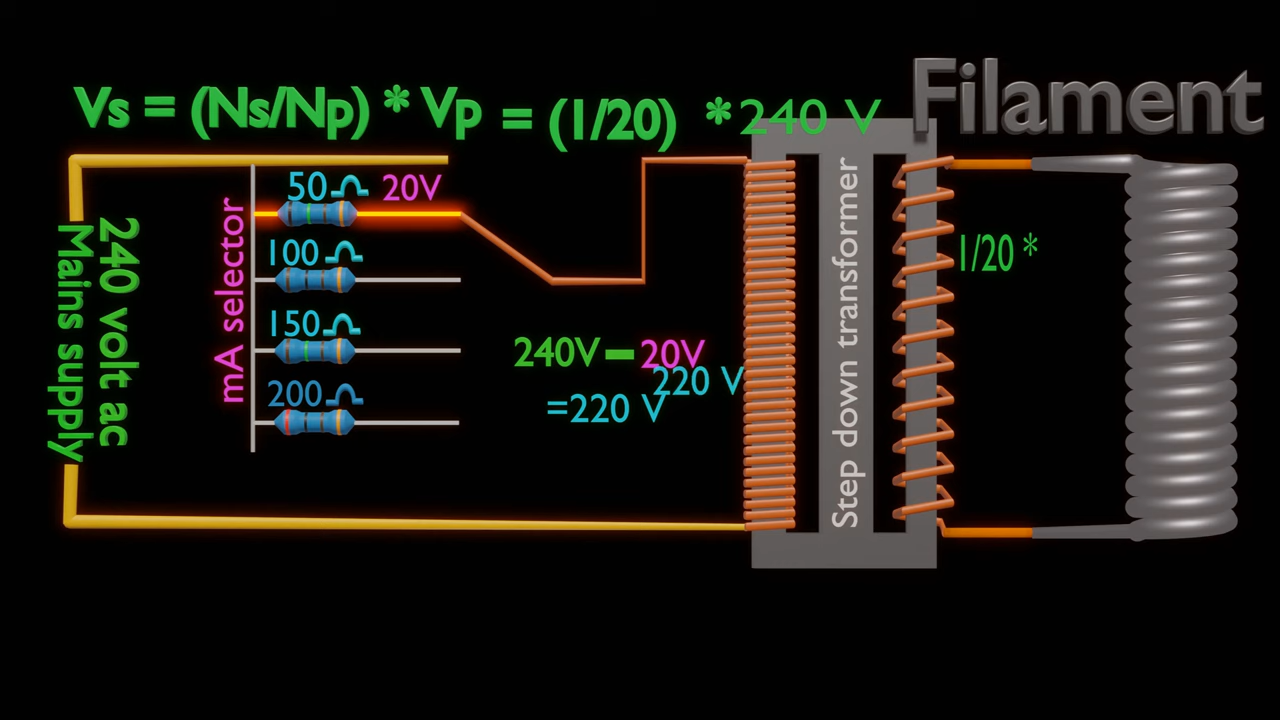 Filament
Vs = (Ns/Np) * Vp = (1/20) * 240 V
240 volt ac
Mains supply
mA selector
50 20V
100
150
200
240V - 20V
220 V
=220 V
Step down transformer
1/20 *